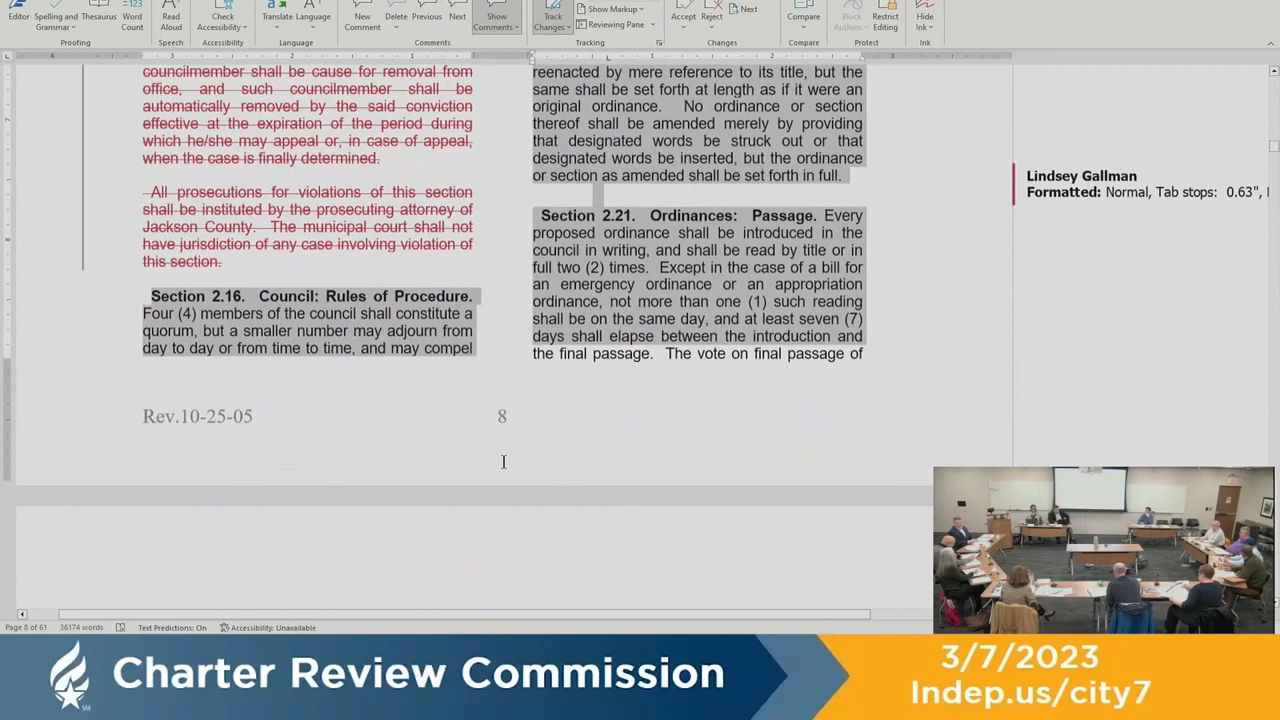 Editor
Spelling and Grammar
Thesaurus
Word Count
Read Aloud
Check Accessibility
Translate
Language
New Comment
Delete
Previous
Next
Show Comments
Track Changes
Show Markup
Reviewing Pane
Accept
Reject
Next
Compare
Block Authors
Restrict Editing
Hide Ink
Proofing
Speech
Accessibility
Language
Comments
Tracking
Changes
Compare
Protect
Ink
councilmember shall be cause for removal from
office, and such councilmember shall be
automatically removed by the said conviction
effective at the expiration of the period during
which he/she may appeal or, in case of appeal,
when the case is finally determined.
All prosecutions for violations of this section
shall be instituted by the prosecuting attorney of
Jackson County. The municipal court shall not
have jurisdiction of any case involving violation of
this section.
Section 2.16. Council: Rules of Procedure.
Four (4) members of the council shall constitute a
quorum, but a smaller number may adjourn from
day to day or from time to time, and may compel
reenacted by mere reference to its title, but the
same shall be set forth at length as if it were an
original ordinance. No ordinance or section
thereof shall be amended merely by providing
that designated words be struck out or that
designated words be inserted, but the ordinance
or section as amended shall be set forth in full.
Section 2.21. Ordinances: Passage. Every
proposed ordinance shall be introduced in the
council in writing, and shall be read by title or in
full two (2) times. Except in the case of a bill for
an emergency ordinance or an appropriation
ordinance, not more than one (1) such reading
shall be on the same day, and at least seven (7)
days shall elapse between the introduction and
the final passage. The vote on final passage of
Lindsey Gallman
Formatted: Normal, Tab stops: 0.63",
Rev.10-25-05
8
Page 8 of 61
36174 words
Text Predictions: On
Accessibility: Unavailable
Charter Review Commission
3/7/2023
Indep.us/city7